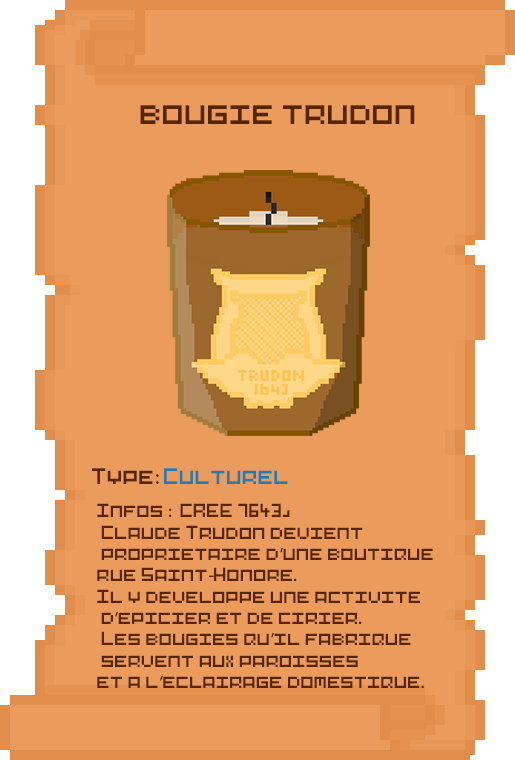 BOUGIE TRUDON
TRUDON
1643
TYPE: CULTUREL
INFOS : CREE 1643,
CLAUDE TRUDON DEVIENT
PROPRIETAIRE D'UNE BOUTIQUE
RUE SAINT-HONORE.
IL Y DEVELOPPE UNE ACTIVITE
D'EPICIER ET DE CIRIER.
LES BOUGIES QU'IL FABRIQUE
SERVENT AUX PAROISSES
ET A L'ECLAIRAGE DOMESTIQUE.